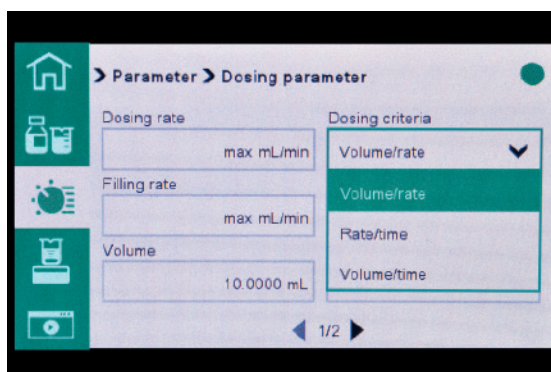 Parameter Dosing parameter
Dosing rate
max mL/min
Filling rate
max mL/min
Volume
10.0000 mL
Dosing criteria
Volume/rate
Volume/rate
Rate/time
Volume/time
1/2